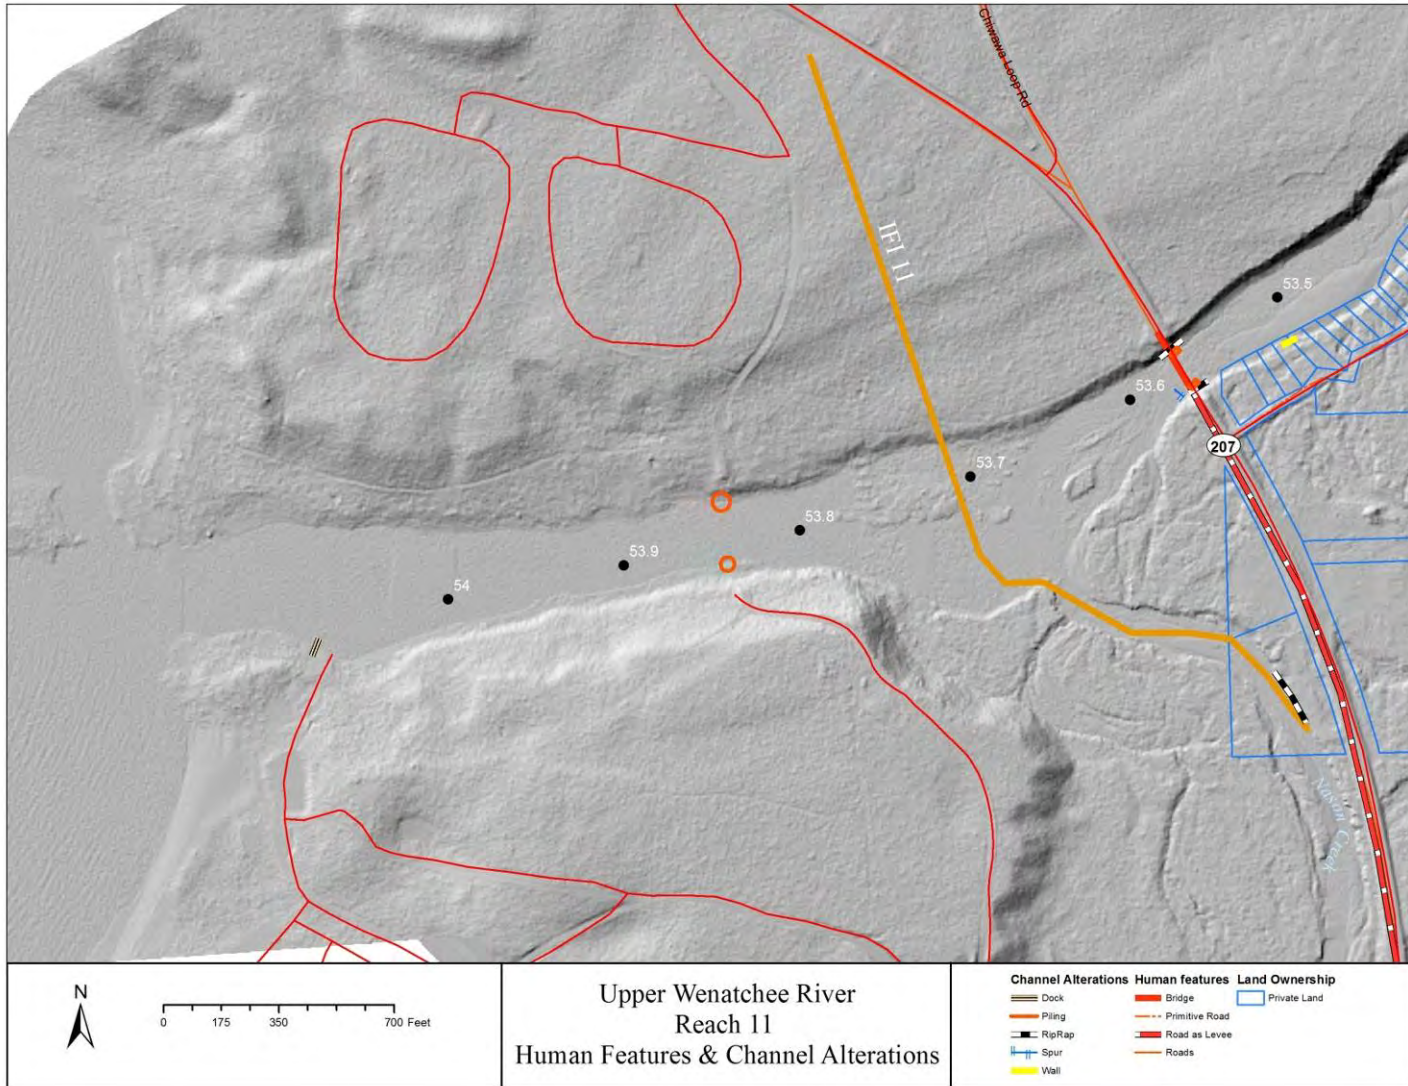 Chiwawa Loop Rd
IFI 11
53.5
53.6
207
53.7
53.8
53.9
54
Nason Creek
N
0 175 350 700 Feet
Upper Wenatchee River
Reach 11
Human Features & Channel Alterations
Channel Alterations Human features Land Ownership
Dock Bridge Private Land
Piling Primitive Road
RipRap Road as Levee
Spur Roads
Wall